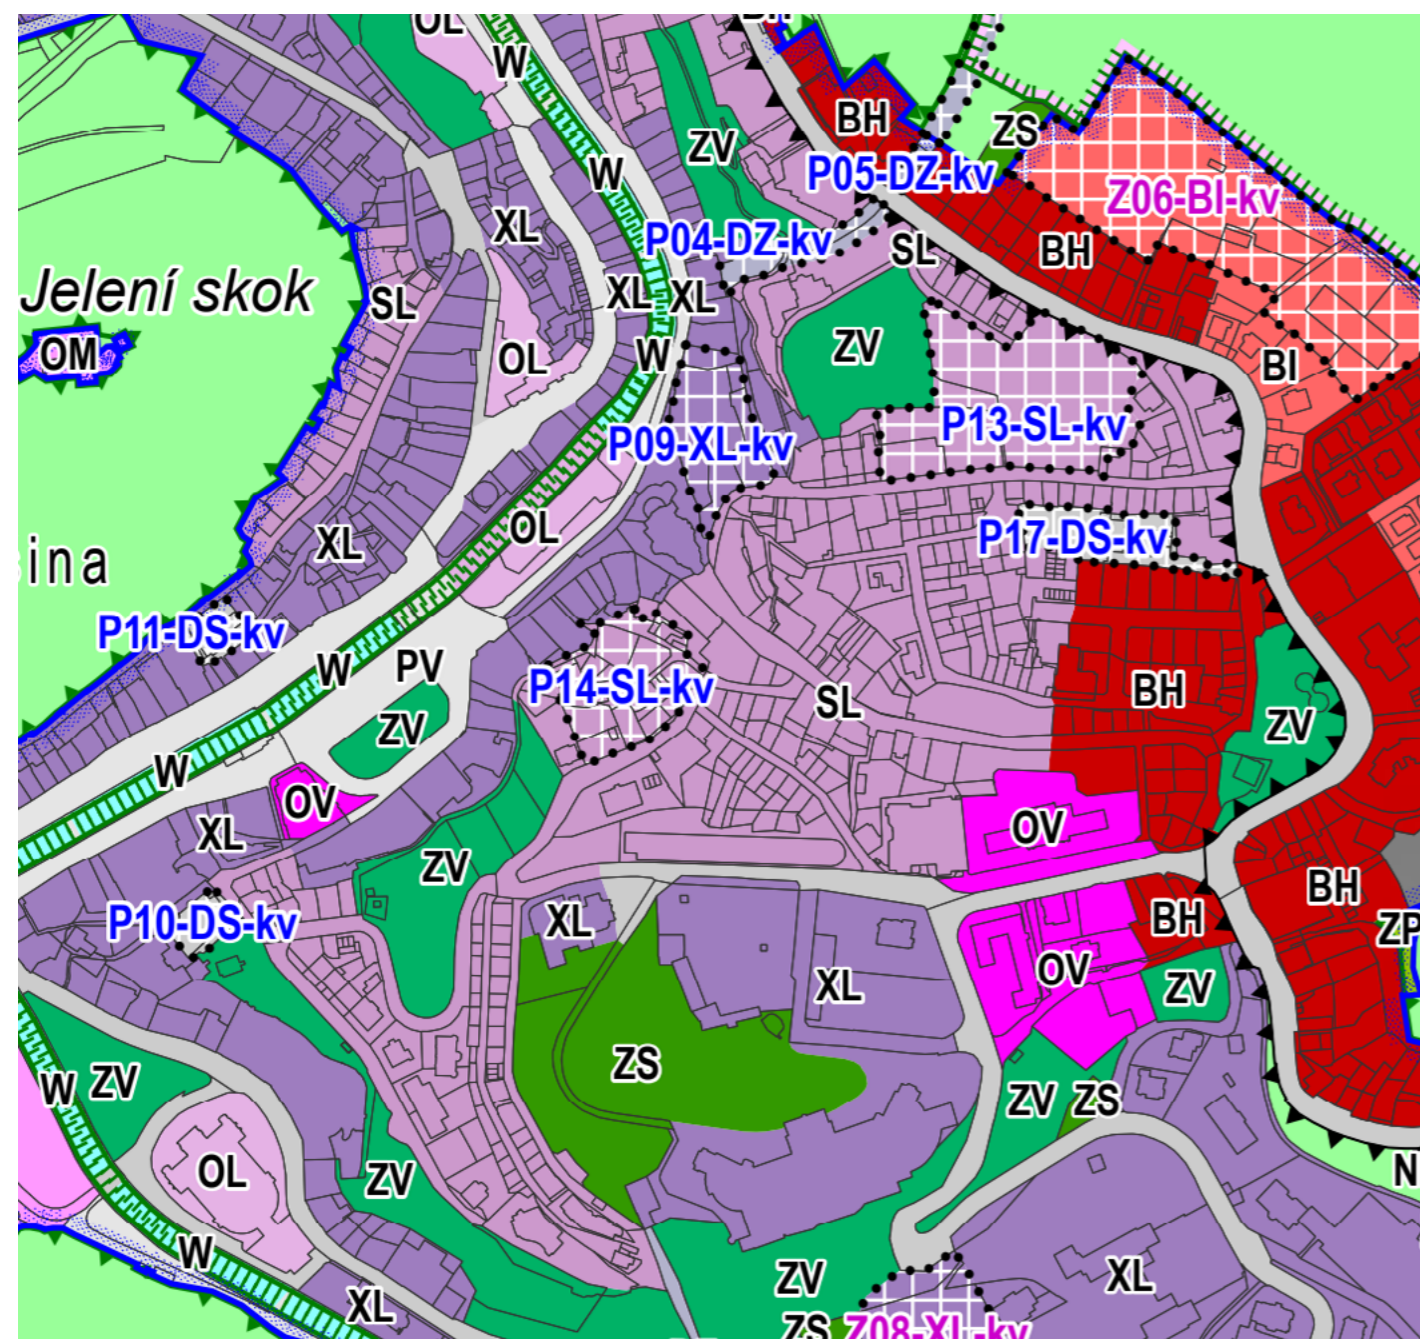 OL
BH
W
BH
ZS
ZV
W
P05-DZ-kv
Z06-BI-kv
XL
P04-DZ-kv
SL
BH
Jelení skok
SL
XL
XL
OM
OL
W
ZV
BI
P09-XL-kv
P13-SL-kv
OL
XL
P17-DS-kv
ina
P11-DS-kv
W
PV
P14-SL-kv
SL
BH
ZV
ZV
W
OV
XL
OV
ZV
BH
P10-DS-kv
XL
BH
ZP
OV
XL
ZV
ZS
W
ZV
ZV
ZS
OL
ZV
N
W
ZV
XL
XL
ZS
Z08-XL-kv